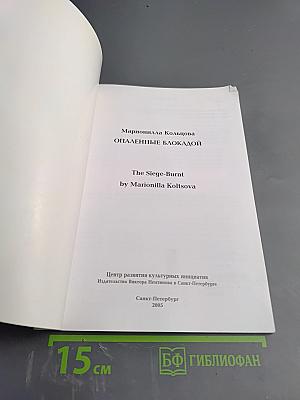 Марионилла Кольцова
ОПАЛЕННЫЕ БЛОКАДОЙ
The Siege-Burnt
by Marionilla Koltsova
Центр развития культурных инициатив
Издательство Виктора Немтинова в Санкт-Петербурге
Санкт-Петербург
2005
15 см
БФ ГИБЛИОФАН